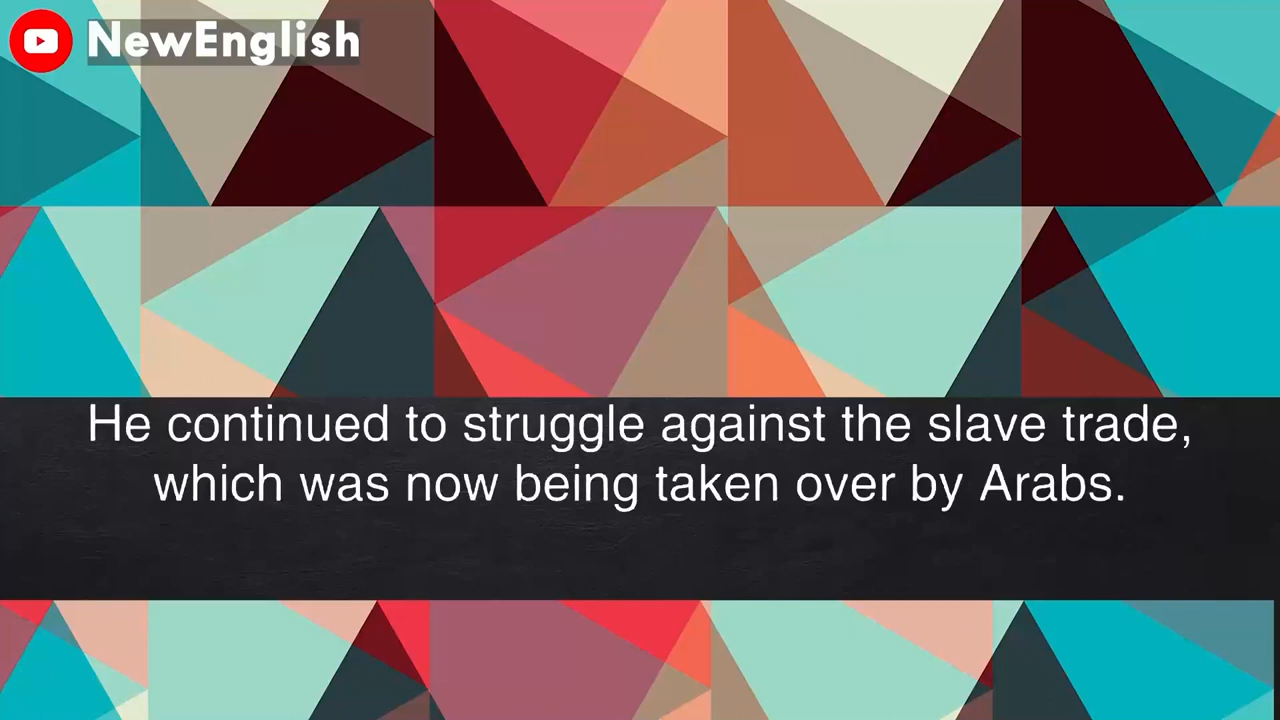 NewEnglish
He continued to struggle against the slave trade,
which was now being taken over by Arabs.